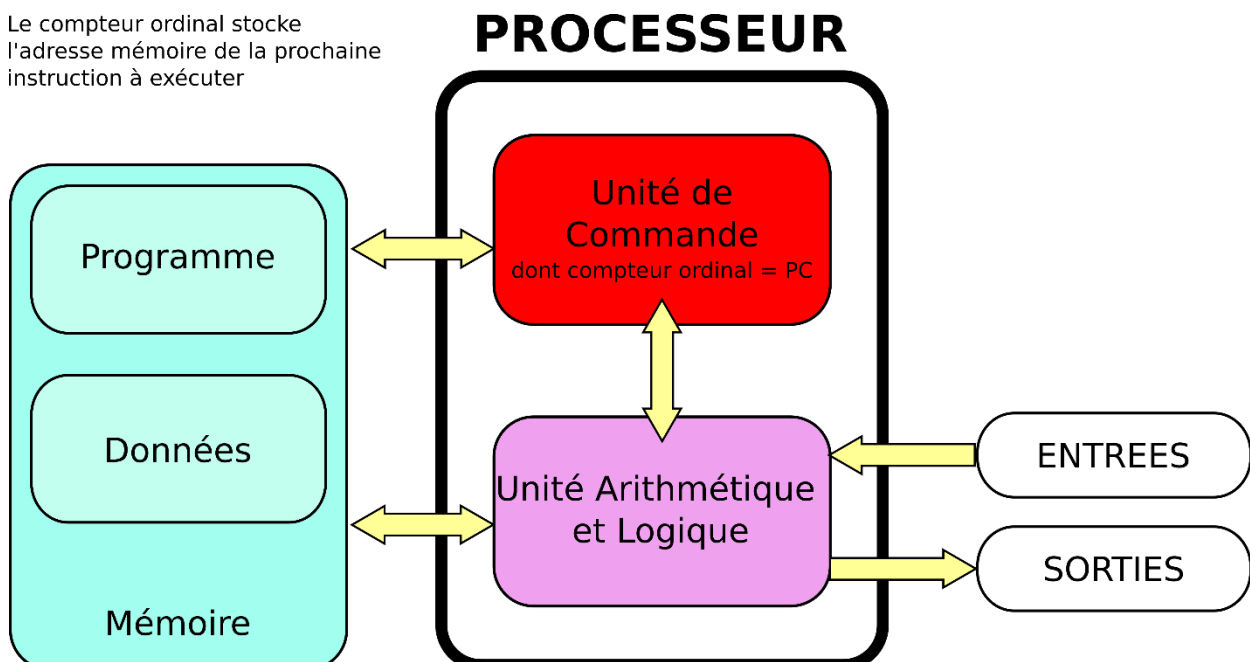 Le compteur ordinal stocke
l'adresse mémoire de la prochaine
instruction à exécuter
PROCESSEUR
Programme
Données
Mémoire
Unité de
Commande
dont compteur ordinal = PC
Unité Arithmétique
et Logique
ENTREES
SORTIES